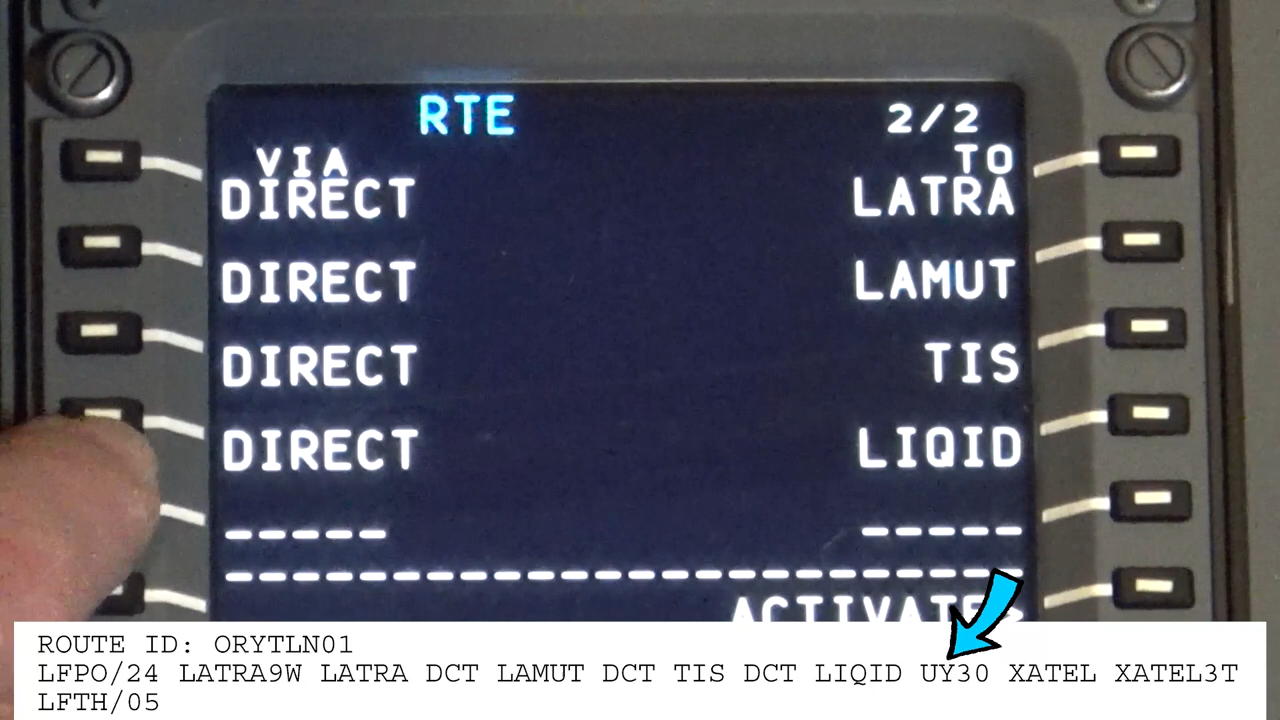 RTE 2/2
VIA TO
DIRECT LATRA
DIRECT LAMUT
DIRECT TIS
DIRECT LIQID
----- -----
------------------------
ACTIVATE>
ROUTE ID: ORYTLN01
LFPO/24 LATRA9W LATRA DCT LAMUT DCT TIS DCT LIQID UY30 XATEL XATEL3T
LFTH/05